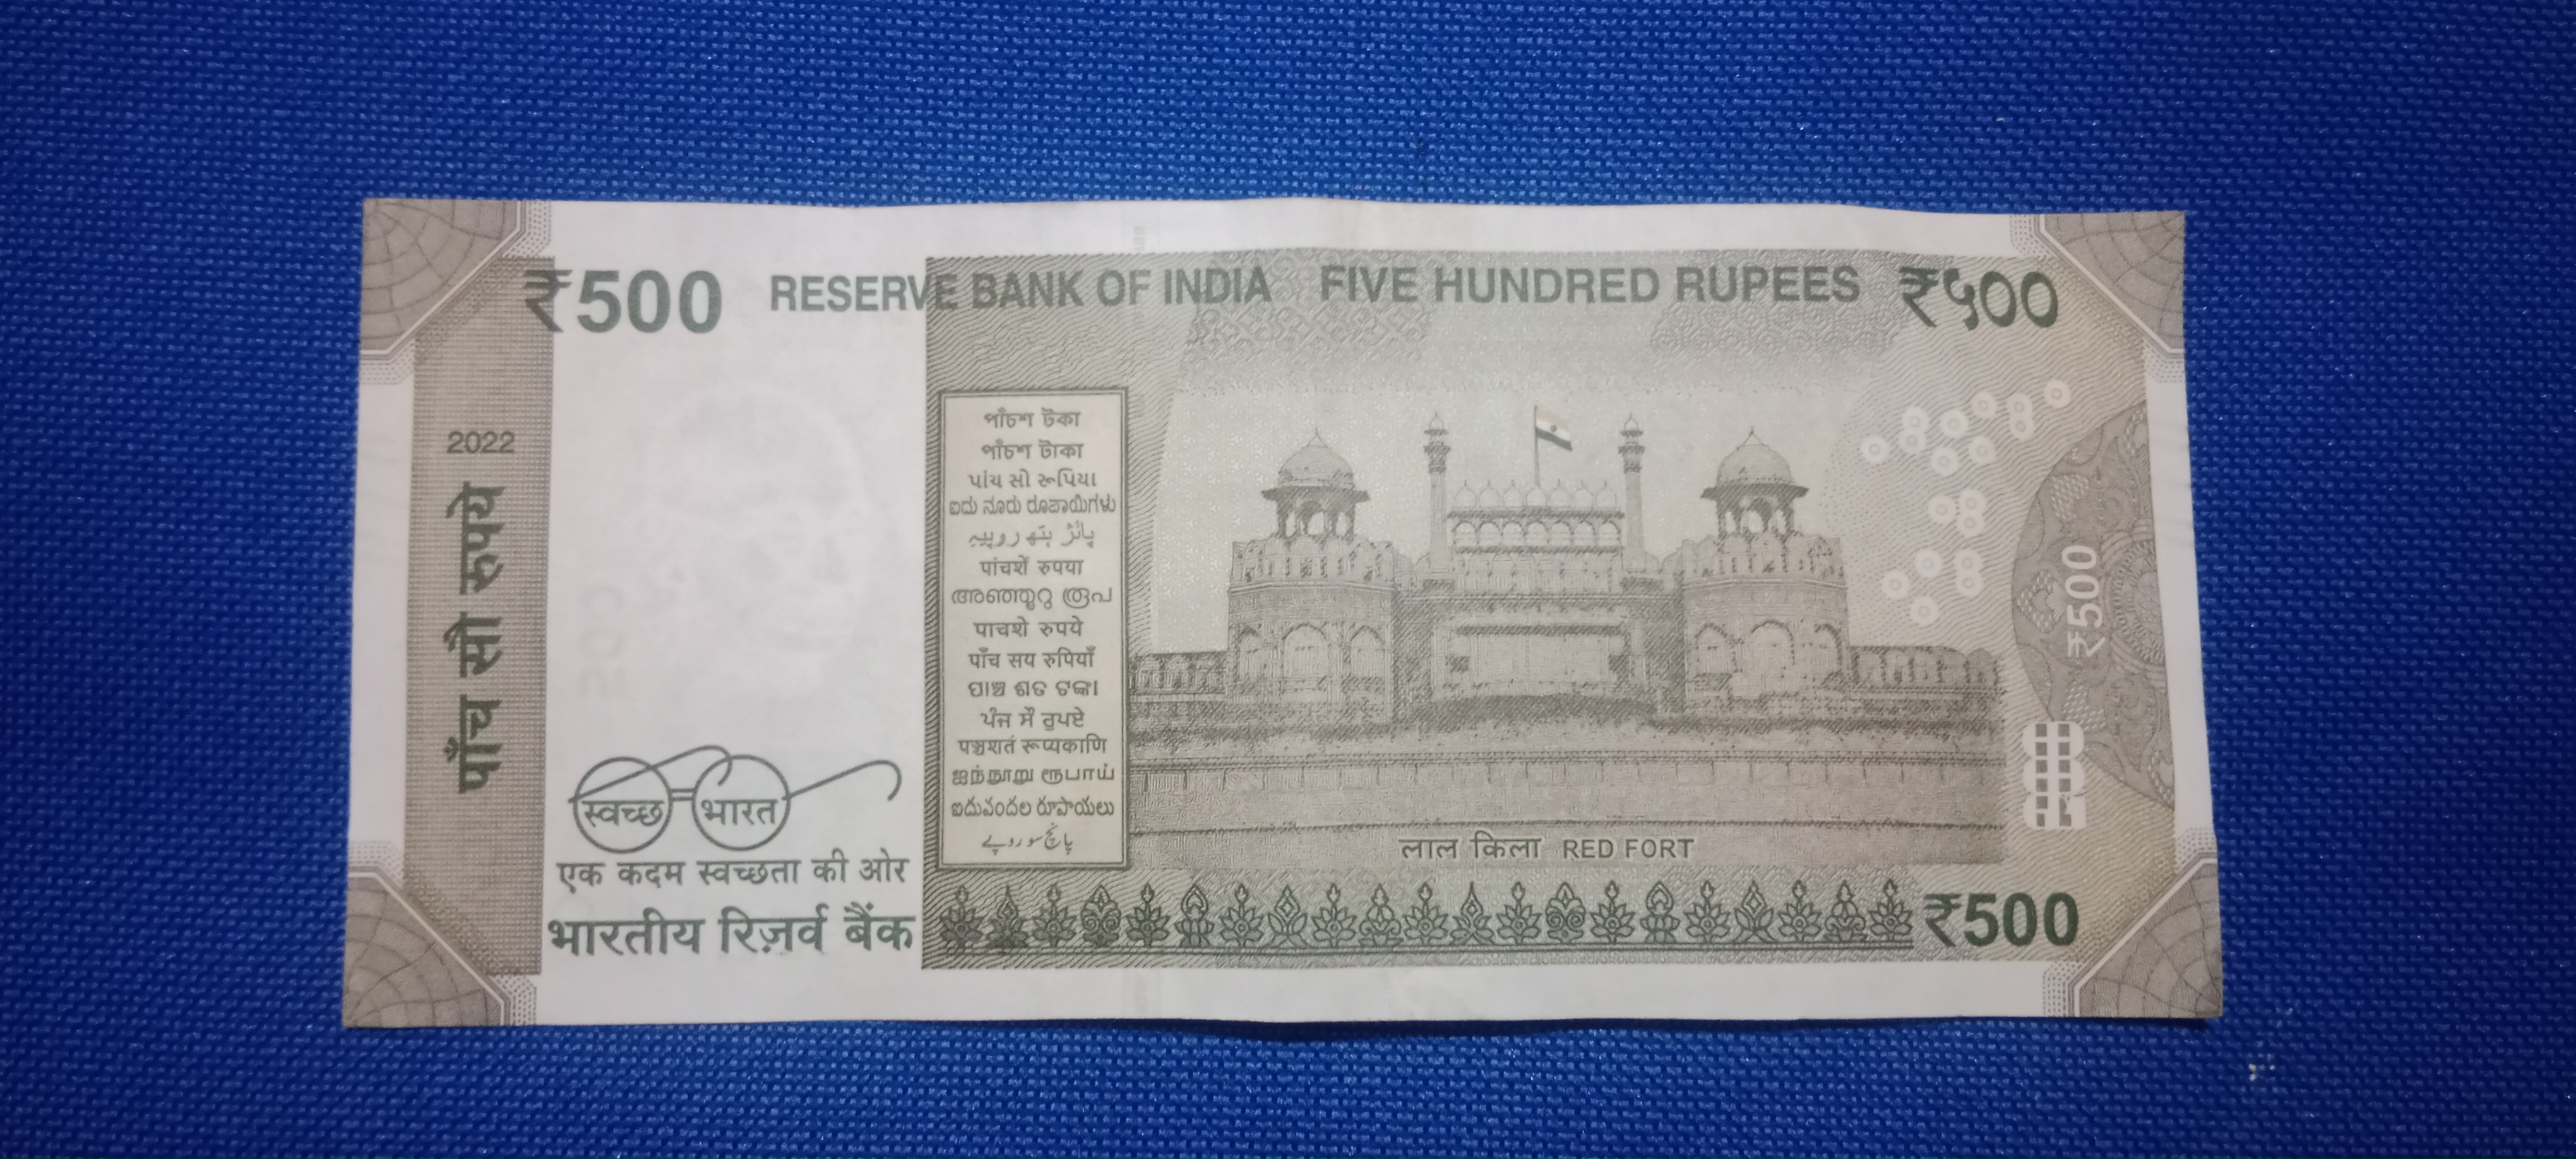 ₹500 RESERVE BANK OF INDIA FIVE HUNDRED RUPEES ₹५००
2022
पाँच सौ रुपये
পাঁচশ টকা
পাঁচশ টাকা
પાંચ સો રૂપિયા
ಐದು ನೂರು ರೂಪಾಯಿಗಳು
پانٛژ ہَتھ روپیہِ
पांचशें रुपया
അഞ്ഞൂറു രൂപ
पाचशे रुपये
पाँच सय रुपियाँ
ପାଞ୍ଚ ଶତ ଟଙ୍କା
ਪੰਜ ਸੌ ਰੁਪਏ
पञ्चशतं रूप्यकाणि
ஐந்நூறு ரூபாய்
ఐదువందల రూపాయలు
پانچ سو روپے
₹500
स्वच्छ भारत
एक कदम स्वच्छता की ओर
भारतीय रिज़र्व बैंक
लाल किला RED FORT
₹500